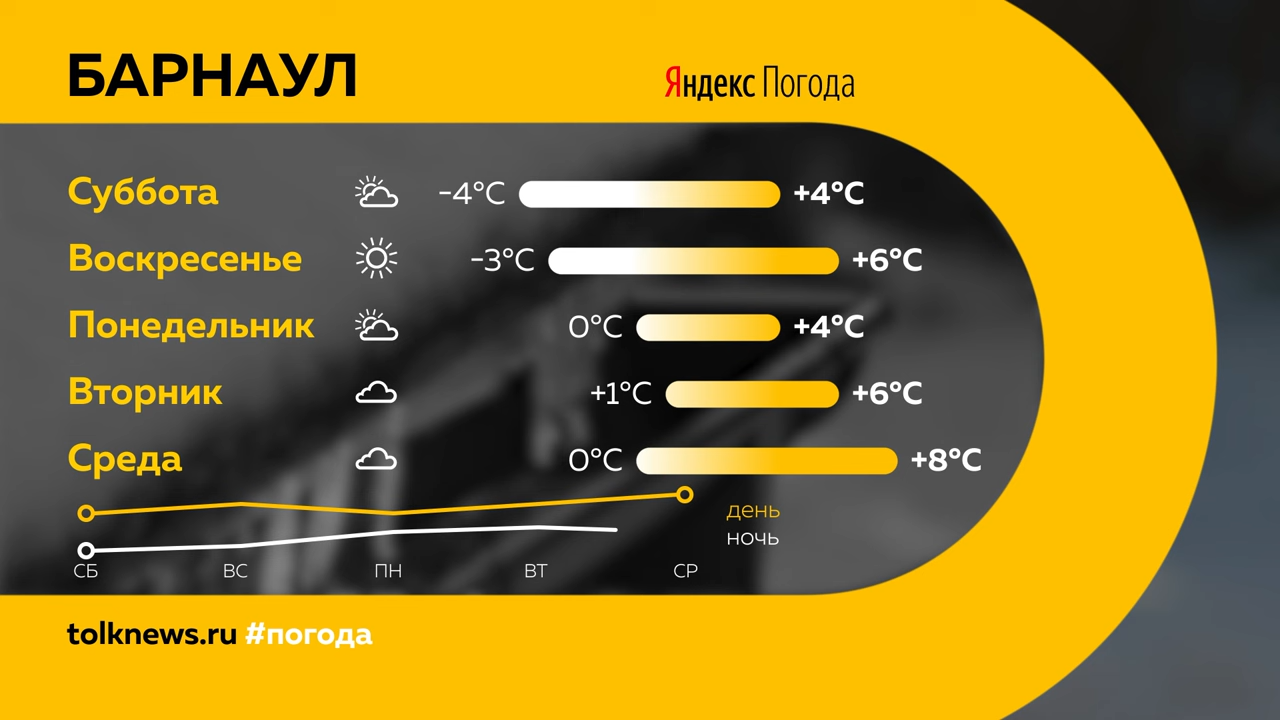 БАРНАУЛ
Яндекс Погода
Суббота -4°C +4°C
Воскресенье -3°C +6°C
Понедельник 0°C +4°C
Вторник +1°C +6°C
Среда 0°C +8°C
день
ночь
СБ ВС ПН ВТ СР
tolknews.ru #погода